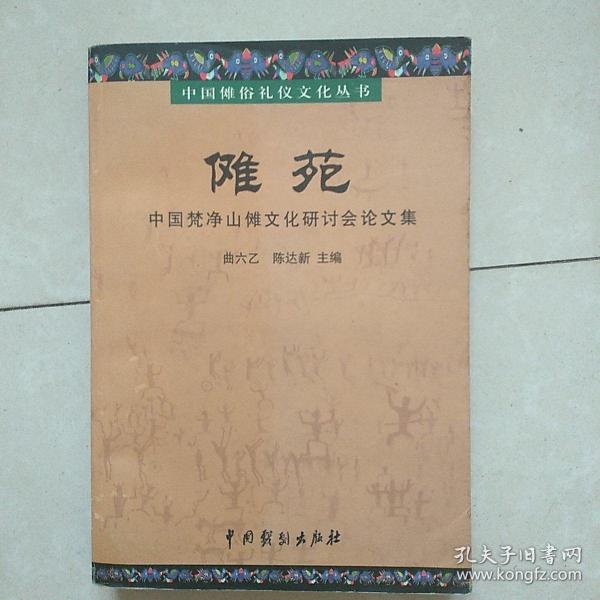 中国傩俗礼仪文化丛书
傩苑
中国梵净山傩文化研讨会论文集
曲六乙 陈达新 主编
中国戏剧出版社
孔夫子旧书网
www.kongfz.com